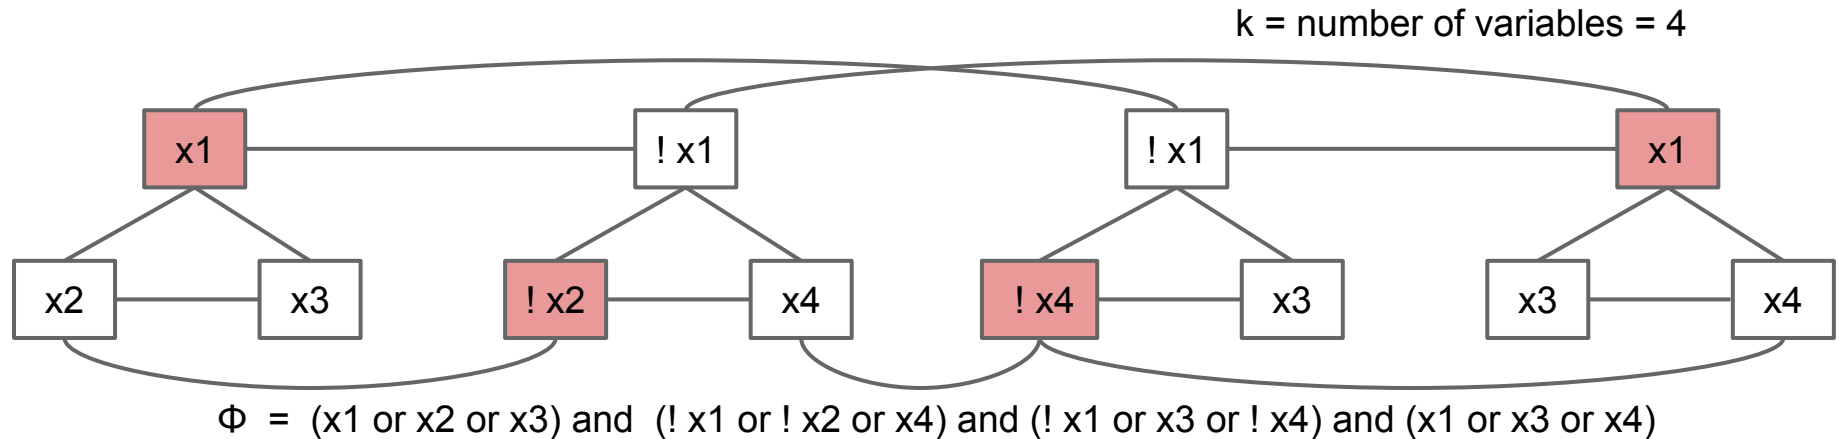 k = number of variables = 4
x1
! x1
! x1
x1
x2
x3
! x2
x4
! x4
x3
x3
x4
Φ = (x1 or x2 or x3) and (! x1 or ! x2 or x4) and (! x1 or x3 or ! x4) and (x1 or x3 or x4)